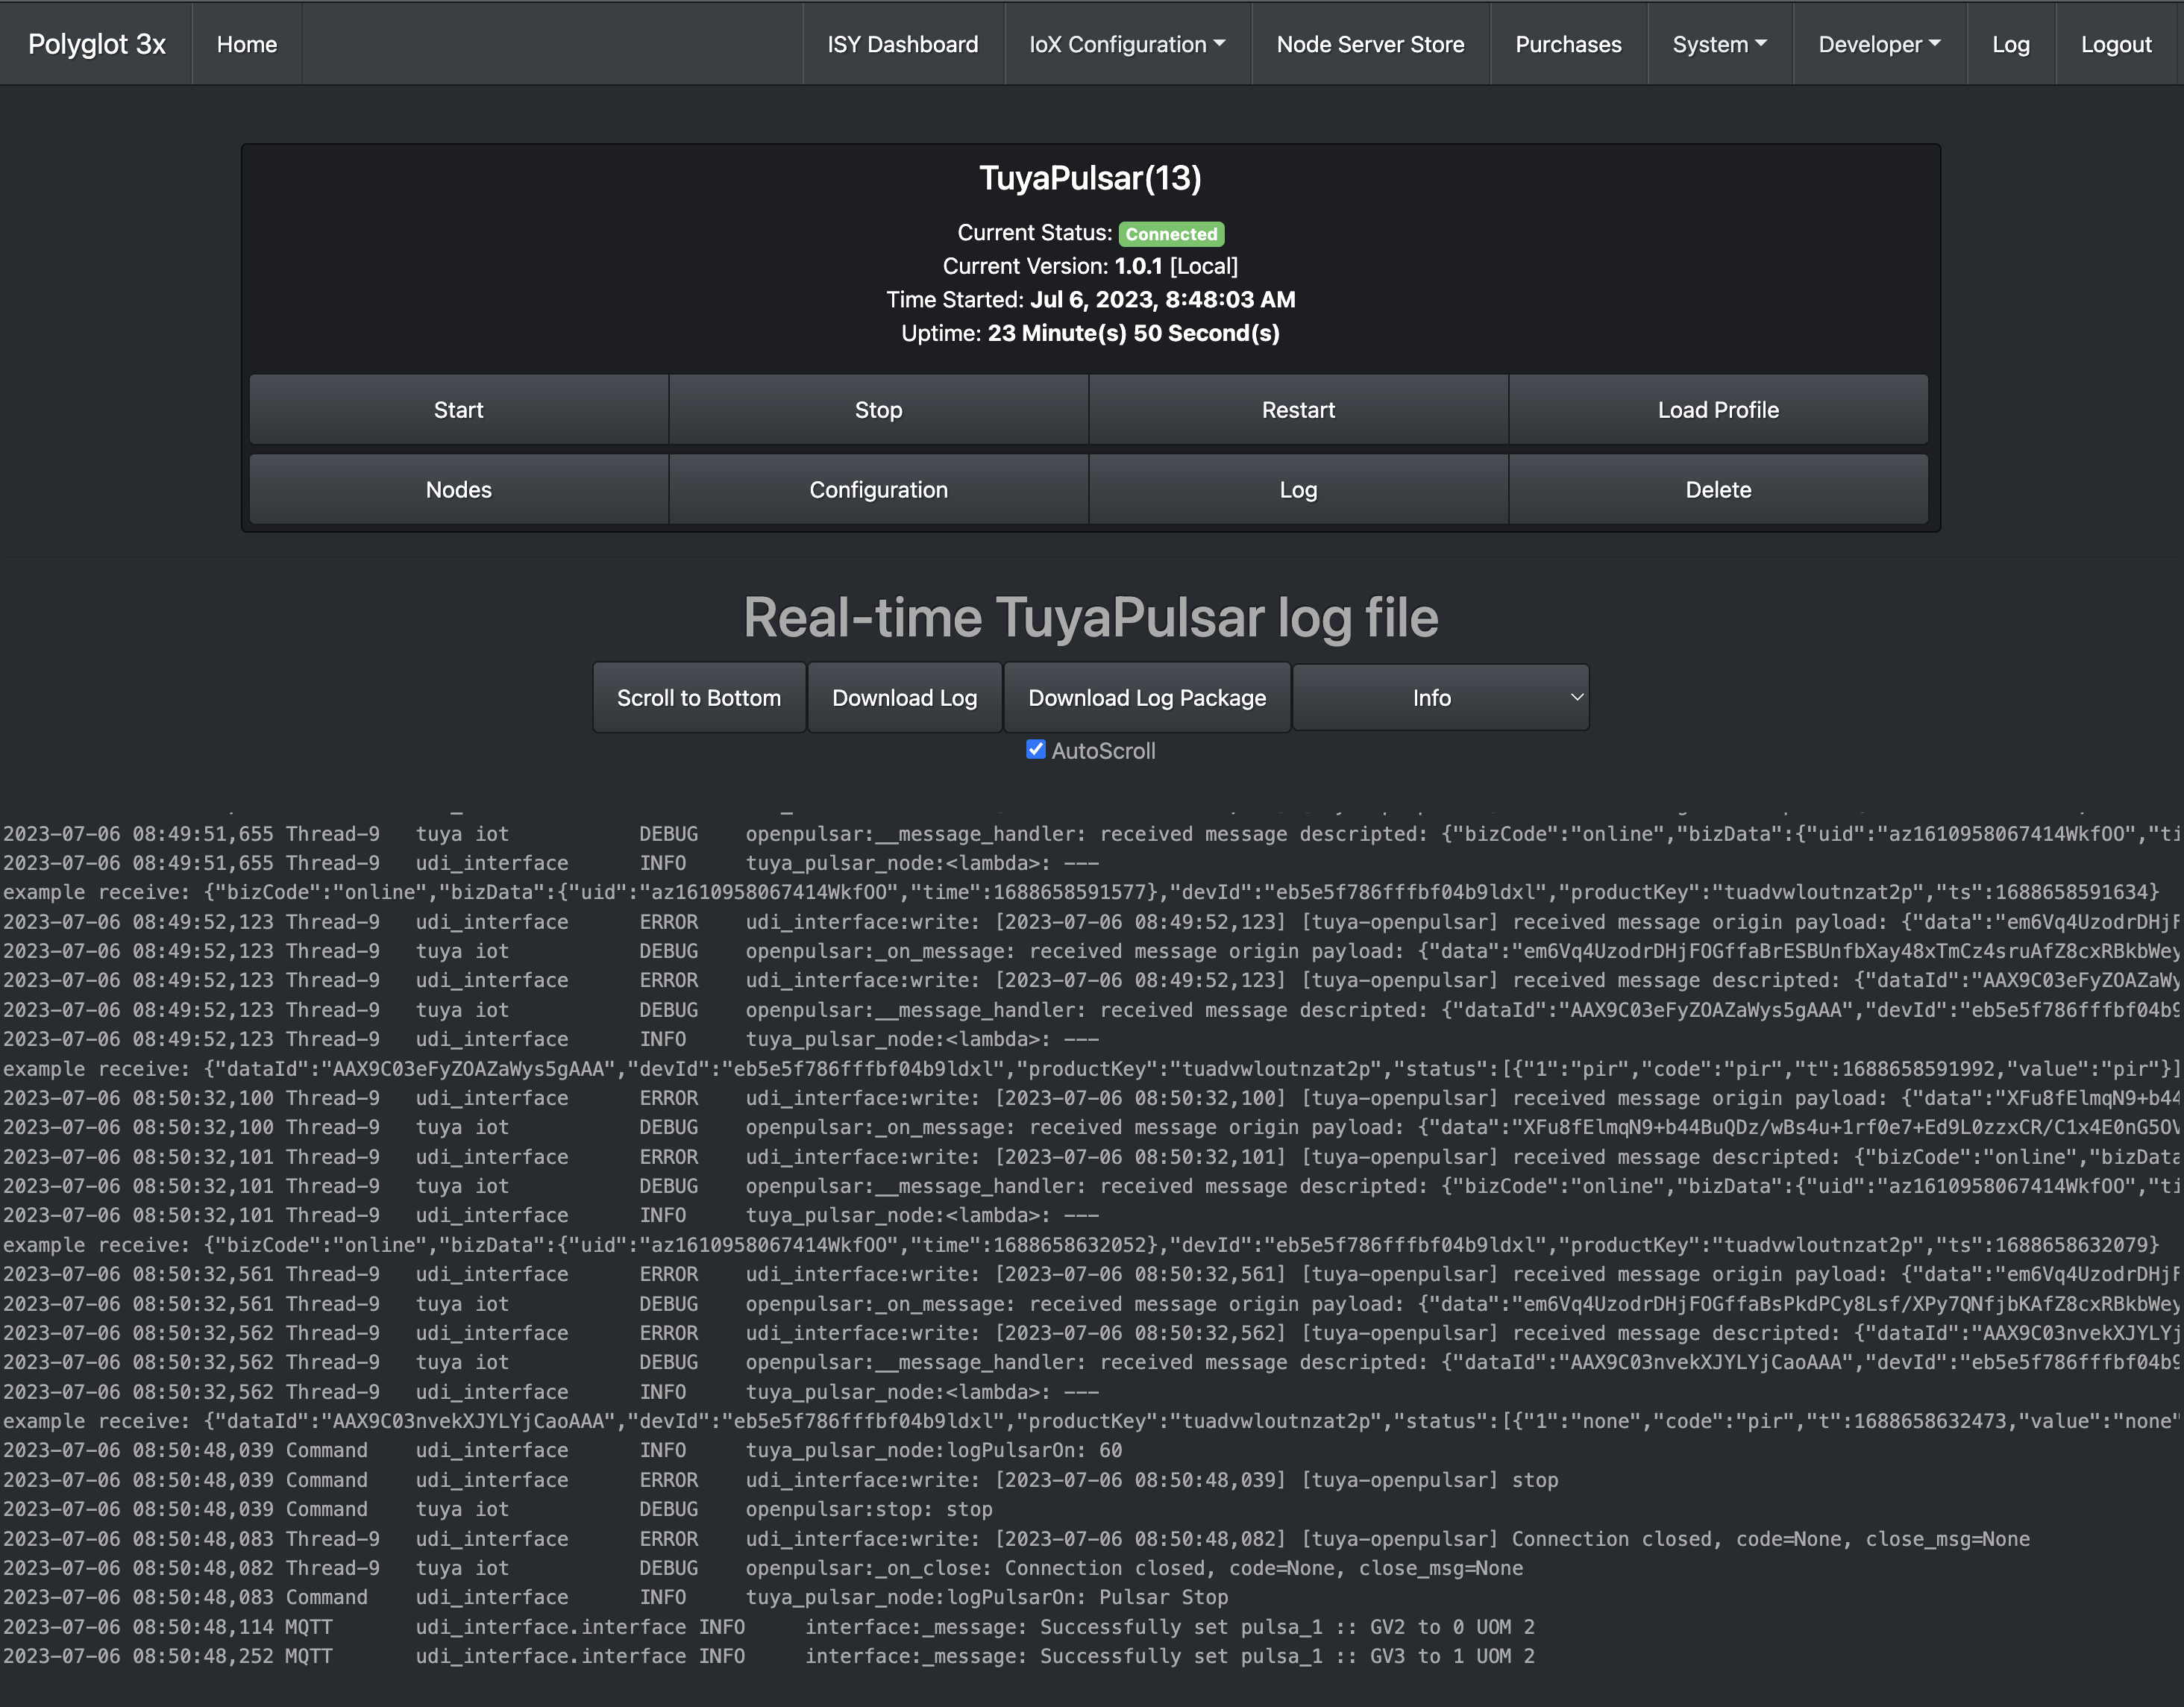 Polyglot 3x Home ISY Dashboard IoX Configuration Node Server Store Purchases System Developer Log Logout
TuyaPulsar(13)
Current Status: Connected
Current Version: 1.0.1 [Local]
Time Started: Jul 6, 2023, 8:48:03 AM
Uptime: 23 Minute(s) 50 Second(s)
Start Stop Restart Load Profile
Nodes Configuration Log Delete
Real-time TuyaPulsar log file
Scroll to Bottom Download Log Download Log Package Info
AutoScroll
2023-07-06 08:49:51,655 Thread-9 tuya iot DEBUG openpulsar:__message_handler: received message descripted: {"bizCode":"online","bizData":{"uid":"az1610958067414WkfOO","ti
2023-07-06 08:49:51,655 Thread-9 udi_interface INFO tuya_pulsar_node:<lambda>: ---
example receive: {"bizCode":"online","bizData":{"uid":"az1610958067414WkfOO","time":1688658591577},"devId":"eb5e5f786fffbf04b9ldxl","productKey":"tuadvwloutnzat2p","ts":1688658591634}
2023-07-06 08:49:52,123 Thread-9 udi_interface ERROR udi_interface:write: [2023-07-06 08:49:52,123] [tuya-openpulsar] received message origin payload: {"data":"em6Vq4UzodrDHjF
2023-07-06 08:49:52,123 Thread-9 tuya iot DEBUG openpulsar:_on_message: received message origin payload: {"data":"em6Vq4UzodrDHjFOGffaBrESBUnfbXay48xTmCz4sruAfZ8cxRBkbWey
2023-07-06 08:49:52,123 Thread-9 udi_interface ERROR udi_interface:write: [2023-07-06 08:49:52,123] [tuya-openpulsar] received message descripted: {"dataId":"AAX9C03eFyZOAZaWy
2023-07-06 08:49:52,123 Thread-9 tuya iot DEBUG openpulsar:__message_handler: received message descripted: {"dataId":"AAX9C03eFyZOAZaWys5gAAA","devId":"eb5e5f786fffbf04b9
2023-07-06 08:49:52,123 Thread-9 udi_interface INFO tuya_pulsar_node:<lambda>: ---
example receive: {"dataId":"AAX9C03eFyZOAZaWys5gAAA","devId":"eb5e5f786fffbf04b9ldxl","productKey":"tuadvwloutnzat2p","status":[{"1":"pir","code":"pir","t":1688658591992,"value":"pir"}]
2023-07-06 08:50:32,100 Thread-9 udi_interface ERROR udi_interface:write: [2023-07-06 08:50:32,100] [tuya-openpulsar] received message origin payload: {"data":"XFu8fElmqN9+b44
2023-07-06 08:50:32,100 Thread-9 tuya iot DEBUG openpulsar:_on_message: received message origin payload: {"data":"XFu8fElmqN9+b44BuQDz/wBs4u+1rf0e7+Ed9L0zzxCR/C1x4E0nG5OV
2023-07-06 08:50:32,101 Thread-9 udi_interface ERROR udi_interface:write: [2023-07-06 08:50:32,101] [tuya-openpulsar] received message descripted: {"bizCode":"online","bizData
2023-07-06 08:50:32,101 Thread-9 tuya iot DEBUG openpulsar:__message_handler: received message descripted: {"bizCode":"online","bizData":{"uid":"az1610958067414WkfOO","ti
2023-07-06 08:50:32,101 Thread-9 udi_interface INFO tuya_pulsar_node:<lambda>: ---
example receive: {"bizCode":"online","bizData":{"uid":"az1610958067414WkfOO","time":1688658632052},"devId":"eb5e5f786fffbf04b9ldxl","productKey":"tuadvwloutnzat2p","ts":1688658632079}
2023-07-06 08:50:32,561 Thread-9 udi_interface ERROR udi_interface:write: [2023-07-06 08:50:32,561] [tuya-openpulsar] received message origin payload: {"data":"em6Vq4UzodrDHjF
2023-07-06 08:50:32,561 Thread-9 tuya iot DEBUG openpulsar:_on_message: received message origin payload: {"data":"em6Vq4UzodrDHjFOGffaBsPkdPCy8Lsf/XPy7QNfjbKAfZ8cxRBkbWey
2023-07-06 08:50:32,562 Thread-9 udi_interface ERROR udi_interface:write: [2023-07-06 08:50:32,562] [tuya-openpulsar] received message descripted: {"dataId":"AAX9C03nvekXJYLYj
2023-07-06 08:50:32,562 Thread-9 tuya iot DEBUG openpulsar:__message_handler: received message descripted: {"dataId":"AAX9C03nvekXJYLYjCaoAAA","devId":"eb5e5f786fffbf04b9
2023-07-06 08:50:32,562 Thread-9 udi_interface INFO tuya_pulsar_node:<lambda>: ---
example receive: {"dataId":"AAX9C03nvekXJYLYjCaoAAA","devId":"eb5e5f786fffbf04b9ldxl","productKey":"tuadvwloutnzat2p","status":[{"1":"none","code":"pir","t":1688658632473,"value":"none"
2023-07-06 08:50:48,039 Command udi_interface INFO tuya_pulsar_node:logPulsarOn: 60
2023-07-06 08:50:48,039 Command udi_interface ERROR udi_interface:write: [2023-07-06 08:50:48,039] [tuya-openpulsar] stop
2023-07-06 08:50:48,039 Command tuya iot DEBUG openpulsar:stop: stop
2023-07-06 08:50:48,083 Thread-9 udi_interface ERROR udi_interface:write: [2023-07-06 08:50:48,082] [tuya-openpulsar] Connection closed, code=None, close_msg=None
2023-07-06 08:50:48,082 Thread-9 tuya iot DEBUG openpulsar:_on_close: Connection closed, code=None, close_msg=None
2023-07-06 08:50:48,083 Command udi_interface INFO tuya_pulsar_node:logPulsarOn: Pulsar Stop
2023-07-06 08:50:48,114 MQTT udi_interface.interface INFO interface:_message: Successfully set pulsa_1 :: GV2 to 0 UOM 2
2023-07-06 08:50:48,252 MQTT udi_interface.interface INFO interface:_message: Successfully set pulsa_1 :: GV3 to 1 UOM 2